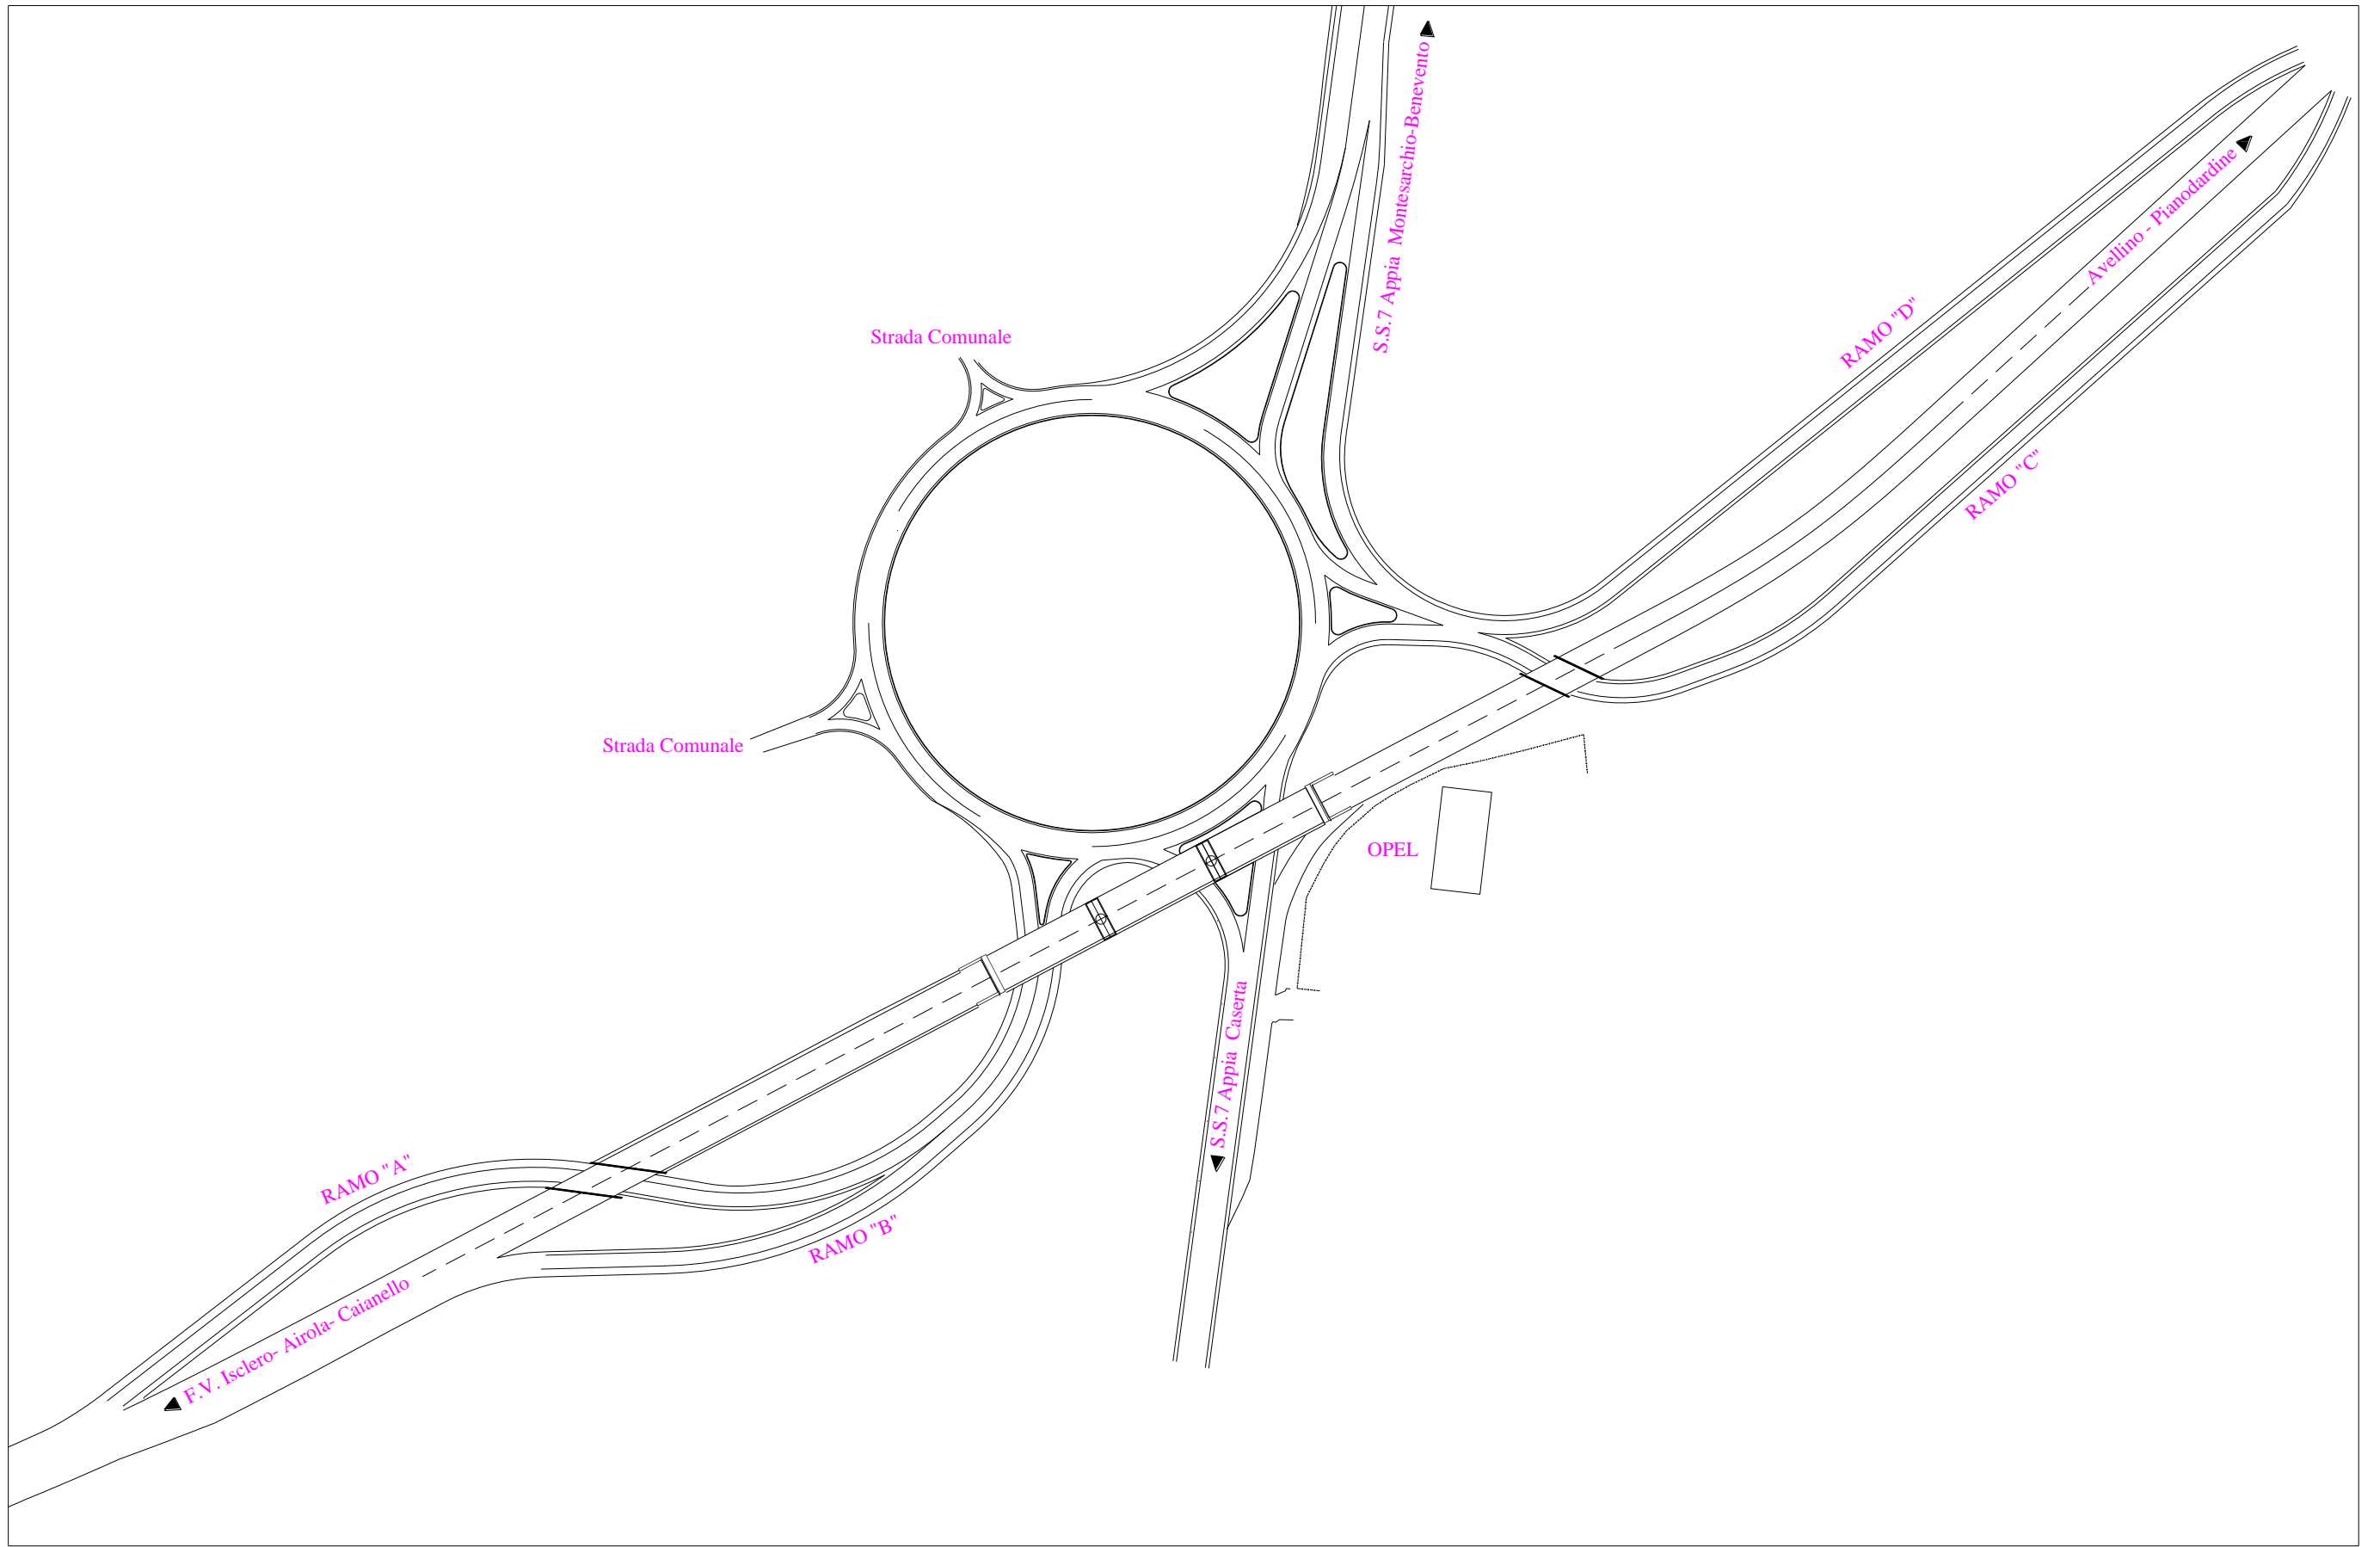 S.S.7 Appia Montesarchio-Benevento
Avellino - Pianodardine
Strada Comunale
RAMO "D"
RAMO "C"
Strada Comunale
OPEL
S.S.7 Appia Caserta
RAMO "A"
RAMO "B"
F.V. Isclero- Airola- Caianello